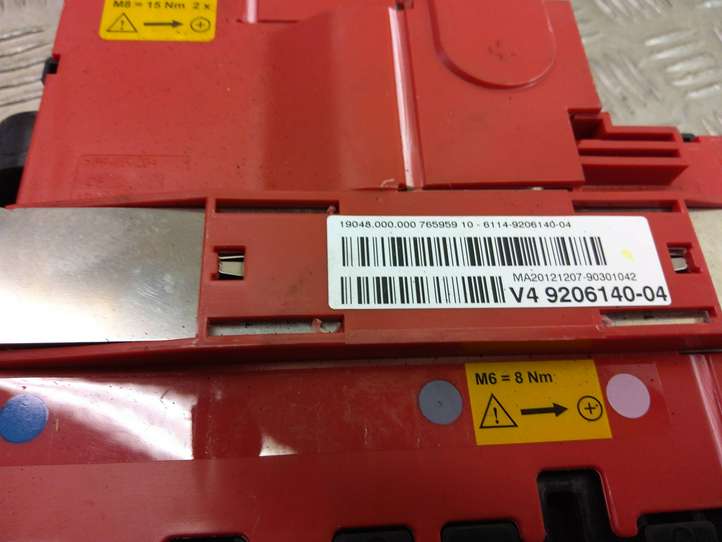 M8 = 15 Nm 2 x
19048.000.000 765959 10 - 6114-9206140-04
MA20121207-90301042
V4 9206140-04
M6 = 8 Nm